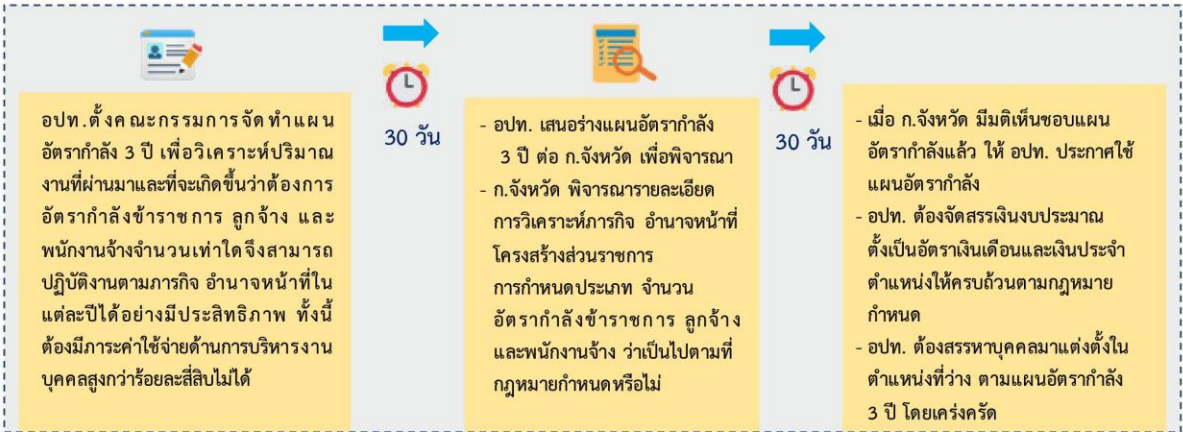 อปท.ตั้งคณะกรรมการจัดทำแผน
อัตรากำลัง 3 ปี เพื่อวิเคราะห์ปริมาณ
งานที่ผ่านมาและที่จะเกิดขึ้นว่าต้องการ
อัตรากำลังข้าราชการ ลูกจ้าง และ
พนักงานจ้างจำนวนเท่าใดจึงสามารถ
ปฏิบัติงานตามภารกิจ อำนาจหน้าที่ใน
แต่ละปีได้อย่างมีประสิทธิภาพ ทั้งนี้
ต้องมีภาระค่าใช้จ่ายด้านการบริหารงาน
บุคคลสูงกว่าร้อยละสี่สิบไม่ได้
30 วัน
- อปท. เสนอร่างแผนอัตรากำลัง
3 ปี ต่อ ก.จังหวัด เพื่อพิจารณา
- ก.จังหวัด พิจารณารายละเอียด
การวิเคราะห์ภารกิจ อำนาจหน้าที่
โครงสร้างส่วนราชการ
การกำหนดประเภท จำนวน
อัตรากำลังข้าราชการ ลูกจ้าง
และพนักงานจ้าง ว่าเป็นไปตามที่
กฎหมายกำหนดหรือไม่
30 วัน
- เมื่อ ก.จังหวัด มีมติเห็นชอบแผน
อัตรากำลังแล้ว ให้ อปท. ประกาศใช้
แผนอัตรากำลัง
- อปท. ต้องจัดสรรเงินงบประมาณ
ตั้งเป็นอัตราเงินเดือนและเงินประจำ
ตำแหน่งให้ครบถ้วนตามกฎหมาย
กำหนด
- อปท. ต้องสรรหาบุคคลมาแต่งตั้งใน
ตำแหน่งที่ว่าง ตามแผนอัตรากำลัง
3 ปี โดยเคร่งครัด